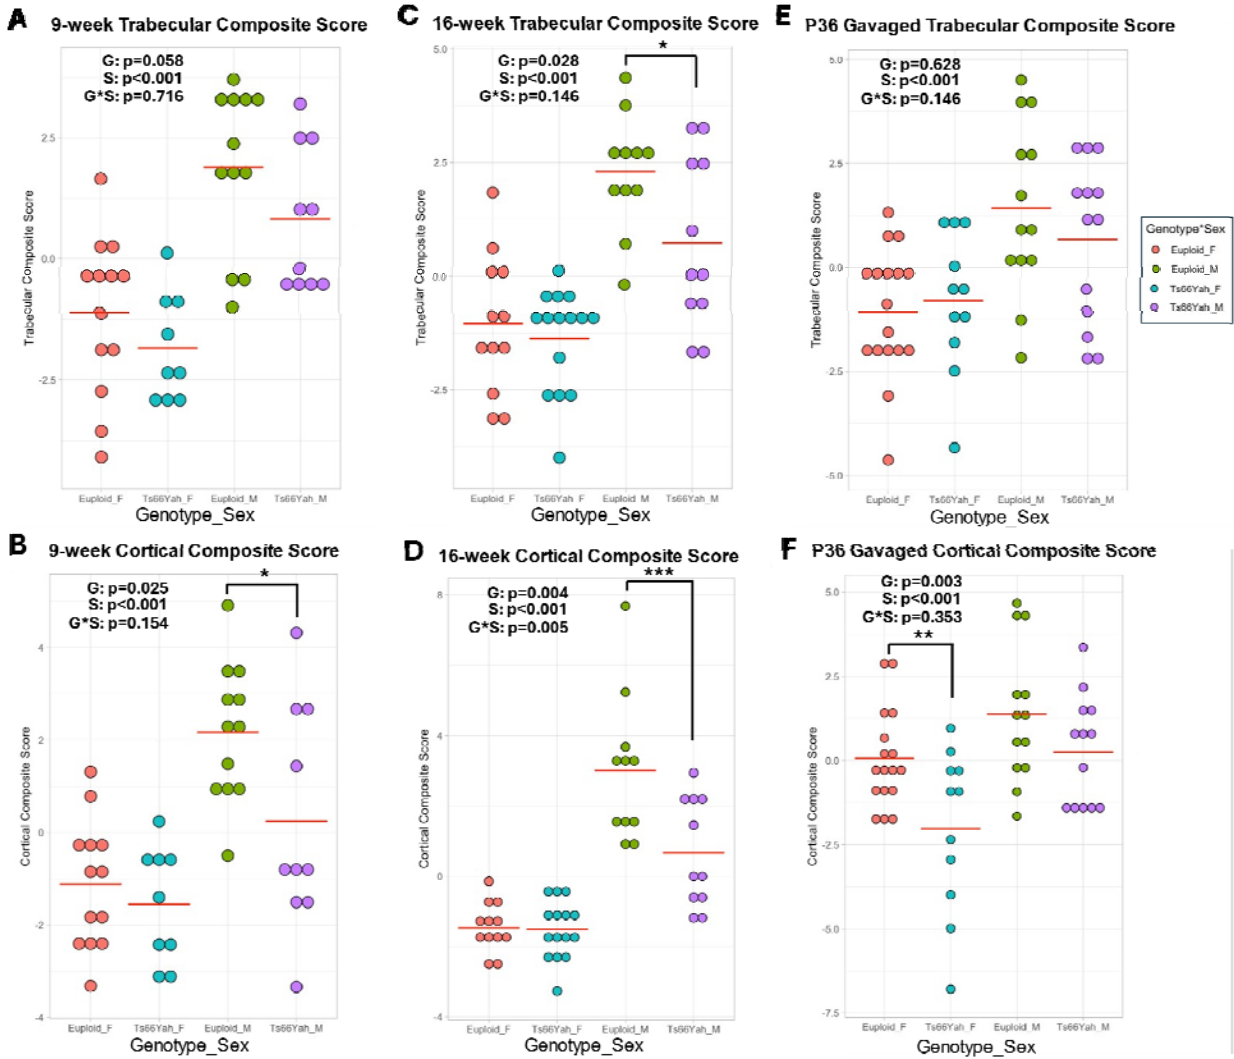 A 9-week Trabecular Composite Score
G: p=0.058
S: p<0.001
G*S: p=0.716
Trabecular Composite Score
2.5
0.0
-2.5
Euploid_F Ts66Yah_F Euploid_M Ts66Yah_M
Genotype_Sex
C 16-week Trabecular Composite Score
G: p=0.028
S: p<0.001
G*S: p=0.146
*
Trabecular Composite Score
5.0
2.5
0.0
-2.5
Euploid_F Ts66Yah_F Euploid_M Ts66Yah_M
Genotype_Sex
E P36 Gavaged Trabecular Composite Score
G: p=0.628
S: p<0.001
G*S: p=0.146
Trabecular Composite Score
5.0
2.5
0.0
-2.5
-5.0
Euploid_F Ts66Yah_F Euploid_M Ts66Yah_M
Genotype_Sex
Genotype*Sex
Euploid_F
Euploid_M
Ts66Yah_F
Ts66Yah_M
B 9-week Cortical Composite Score
G: p=0.025
S: p<0.001
G*S: p=0.154
*
Cortical Composite Score
4
2
0
-2
-4
Euploid_F Ts66Yah_F Euploid_M Ts66Yah_M
Genotype_Sex
D 16-week Cortical Composite Score
G: p=0.004
S: p<0.001
G*S: p=0.005
***
Cortical Composite Score
8
4
0
-4
Euploid_F Ts66Yah_F Euploid_M Ts66Yah_M
Genotype_Sex
F P36 Gavaged Cortical Composite Score
G: p=0.003
S: p<0.001
G*S: p=0.353
**
Cortical Composite Score
5.0
2.5
0.0
-2.5
-5.0
-7.5
Euploid_F Ts66Yah_F Euploid_M Ts66Yah_M
Genotype_Sex